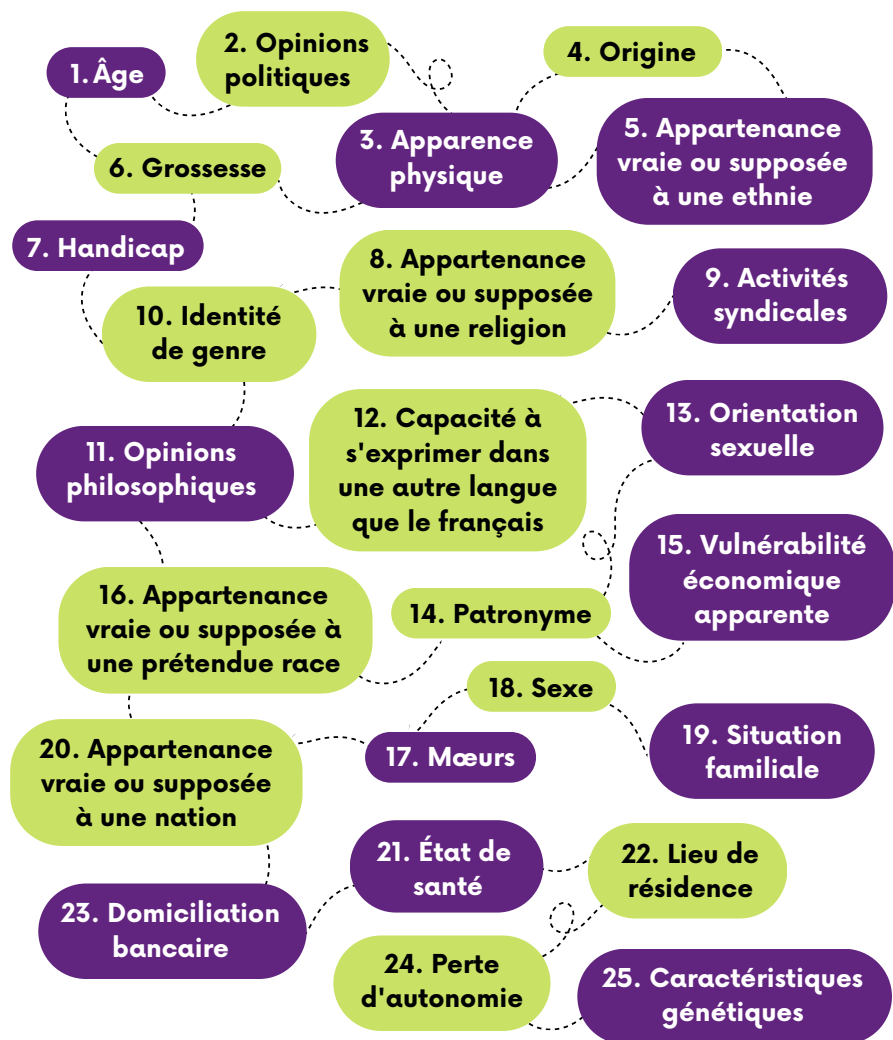 1. Âge
2. Opinions
politiques
3. Apparence
physique
4. Origine
5. Appartenance
vraie ou supposée
à une ethnie
6. Grossesse
7. Handicap
8. Appartenance
vraie ou supposée
à une religion
9. Activités
syndicales
10. Identité
de genre
11. Opinions
philosophiques
12. Capacité à
s'exprimer dans
une autre langue
que le français
13. Orientation
sexuelle
14. Patronyme
15. Vulnérabilité
économique
apparente
16. Appartenance
vraie ou supposée à
une prétendue race
17. Mœurs
18. Sexe
19. Situation
familiale
20. Appartenance
vraie ou supposée
à une nation
21. État de
santé
22. Lieu de
résidence
23. Domiciliation
bancaire
24. Perte
d'autonomie
25. Caractéristiques
génétiques